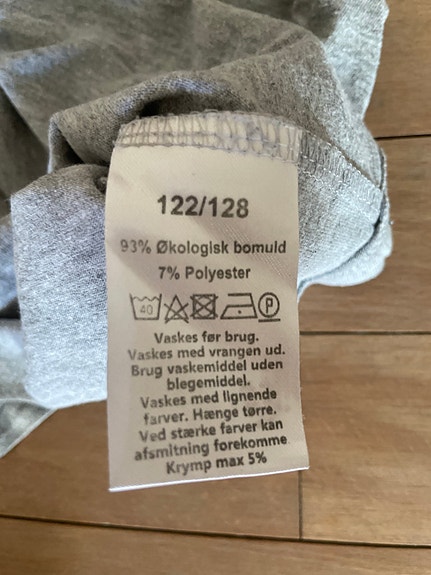 122/128
93% Økologisk bomuld
7% Polyester
40 P
Vaskes før brug.
Vaskes med vrangen ud.
Brug vaskemiddel uden
blegemiddel.
Vaskes med lignende
farver. Hænge tørre.
Ved stærke farver kan
afsmitning forekomme
Krymp max 5%